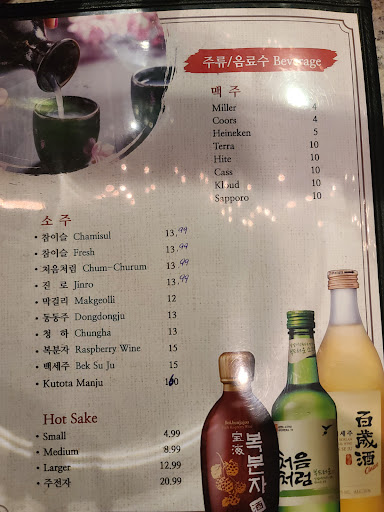 주류/음료수 Beverage
맥 주
Miller 4
Coors 4
Heineken 5
Terra 10
Hite 10
Cass 10
Kloud 10
Sapporo 10
소 주
• 참이슬 Chamisul 13.99
• 참이슬 Fresh 13.99
• 처음처럼 Chum-Churum 13.99
• 진 로 Jinro 13.99
• 막걸리 Makgeolli 12
• 동동주 Dongdongju 13
• 청 하 Chungha 13
• 복분자 Raspberry Wine 15
• 백세주 Bek Su Ju 15
• Kutota Manju
Hot Sake
• Small 4.99
• Medium 8.99
• Larger 12.99
• 주전자 20.99
복분자
처음처럼
百歲酒
백세주